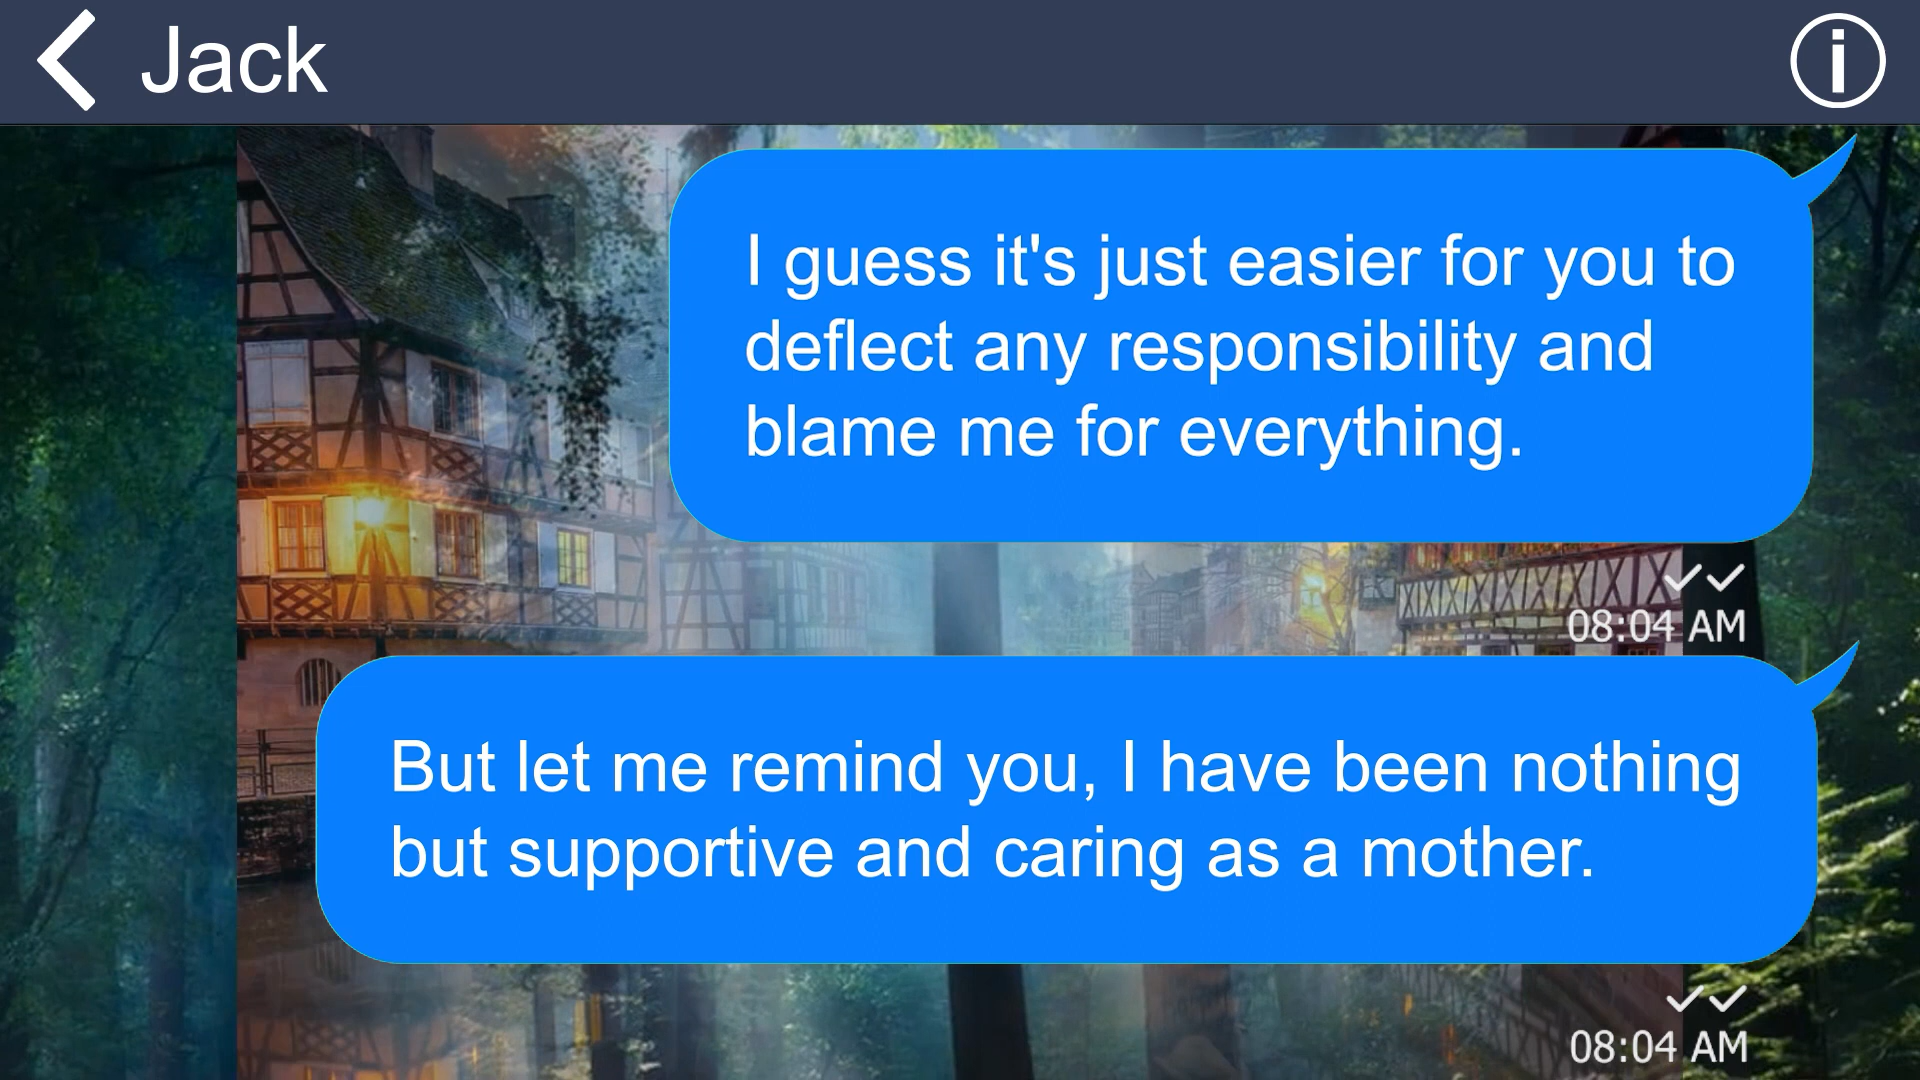 Jack
I guess it's just easier for you to
deflect any responsibility and
blame me for everything.
08:04 AM
But let me remind you, I have been nothing
but supportive and caring as a mother.
08:04 AM